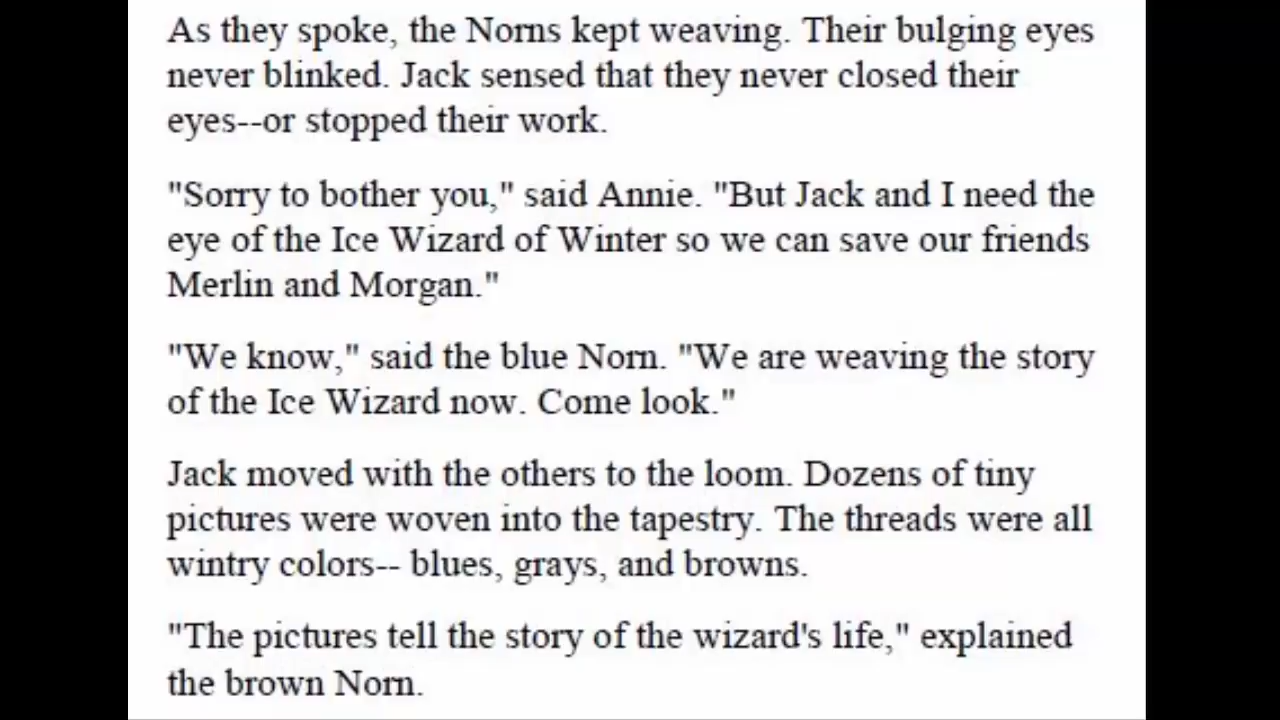 As they spoke, the Norns kept weaving. Their bulging eyes
never blinked. Jack sensed that they never closed their
eyes--or stopped their work.
"Sorry to bother you," said Annie. "But Jack and I need the
eye of the Ice Wizard of Winter so we can save our friends
Merlin and Morgan."
"We know," said the blue Norn. "We are weaving the story
of the Ice Wizard now. Come look."
Jack moved with the others to the loom. Dozens of tiny
pictures were woven into the tapestry. The threads were all
wintry colors-- blues, grays, and browns.
"The pictures tell the story of the wizard's life," explained
the brown Norn.